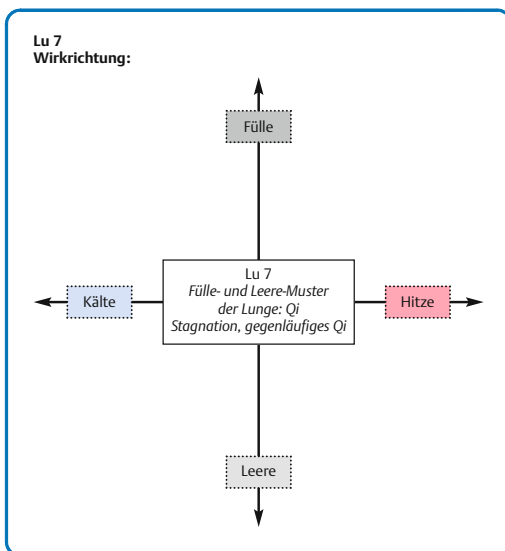 Lu 7
Wirkrichtung:
Fülle
Kälte
Lu 7
Fülle- und Leere-Muster
der Lunge: Qi
Stagnation, gegenläufiges Qi
Hitze
Leere